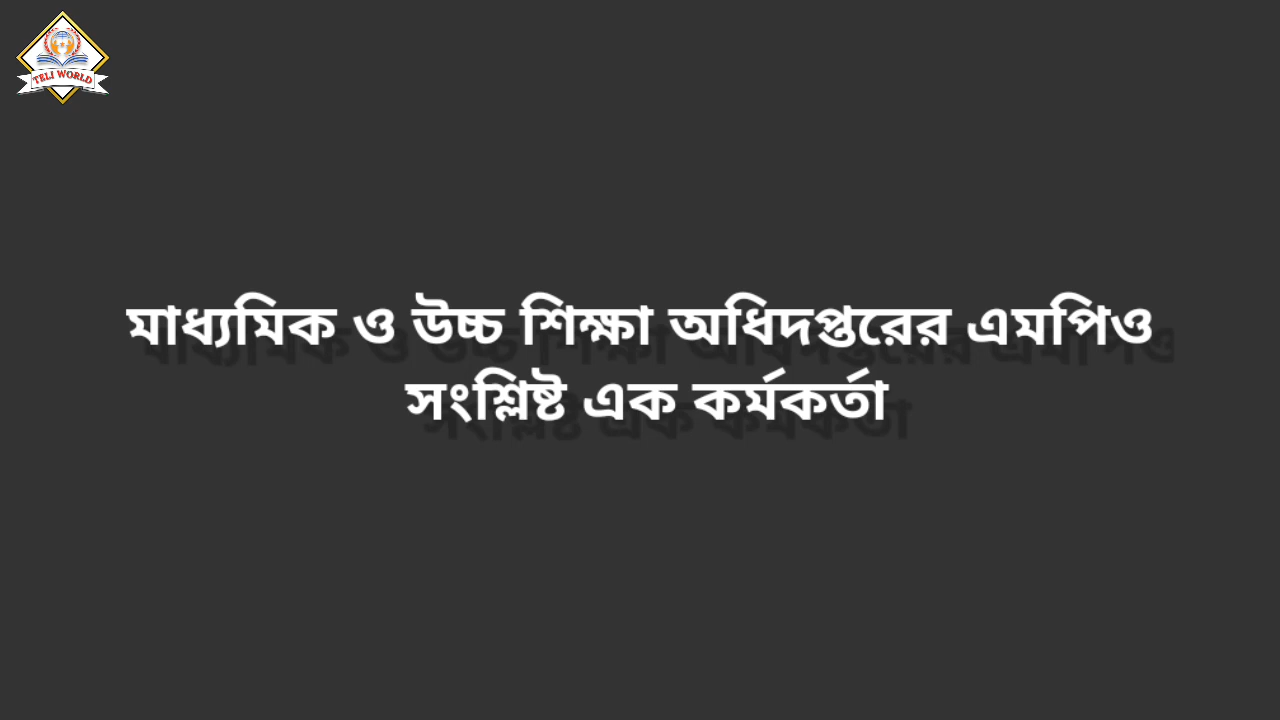 TELI WORLD
মাধ্যমিক ও উচ্চ শিক্ষা অধিদপ্তরের এমপিও
সংশ্লিষ্ট এক কর্মকর্তা